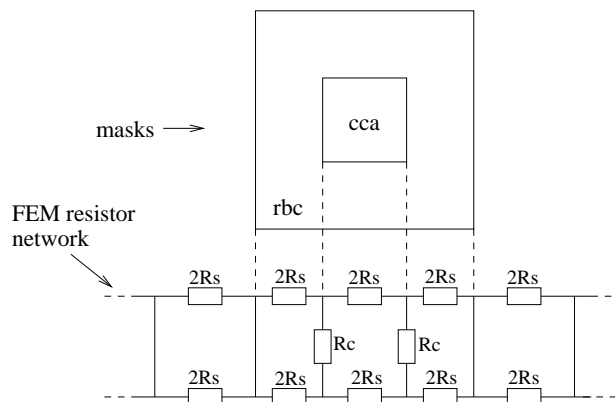 cca
masks
rbc
FEM resistor
network
2Rs 2Rs 2Rs 2Rs 2Rs
Rc Rc
2Rs 2Rs 2Rs 2Rs 2Rs